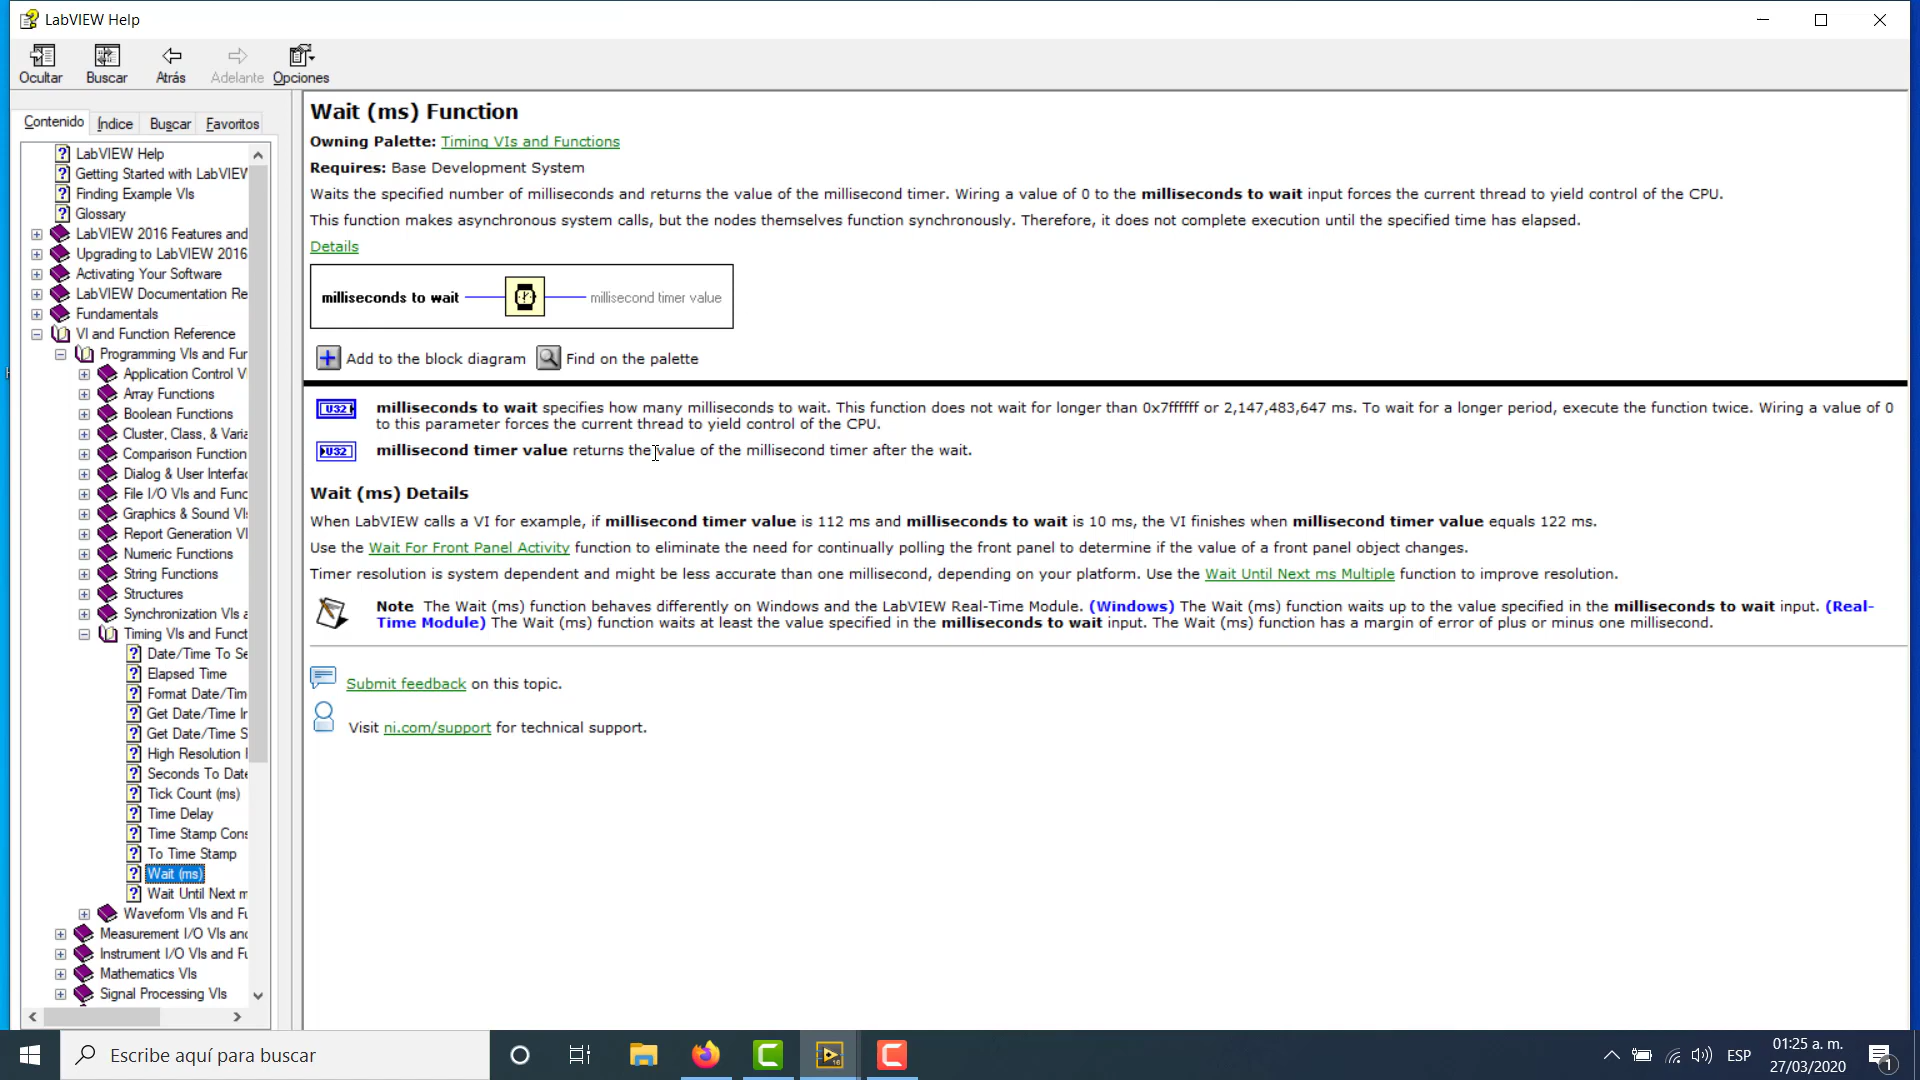 LabVIEW Help
Ocultar
Buscar
Atrás
Adelante
Opciones
Contenido
Índice
Buscar
Favoritos
LabVIEW Help
Getting Started with LabVIEW
Finding Example VIs
Glossary
LabVIEW 2016 Features and
Upgrading to LabVIEW 2016
Activating Your Software
LabVIEW Documentation Re
Fundamentals
VI and Function Reference
Programming VIs and Fur
Application Control V
Array Functions
Boolean Functions
Cluster, Class, & Varia
Comparison Function
Dialog & User Interfac
File I/O VIs and Func
Graphics & Sound VIs
Report Generation VI
Numeric Functions
String Functions
Structures
Synchronization VIs a
Timing VIs and Funct
Date/Time To Se
Elapsed Time
Format Date/Tim
Get Date/Time Ir
Get Date/Time S
High Resolution
Seconds To Date
Tick Count (ms)
Time Delay
Time Stamp Cons
To Time Stamp
Wait (ms)
Wait Until Next m
Waveform VIs and Fu
Measurement I/O VIs and
Instrument I/O VIs and Fu
Mathematics VIs
Signal Processing VIs
Wait (ms) Function
Owning Palette: Timing VIs and Functions
Requires: Base Development System
Waits the specified number of milliseconds and returns the value of the millisecond timer. Wiring a value of 0 to the milliseconds to wait input forces the current thread to yield control of the CPU.
This function makes asynchronous system calls, but the nodes themselves function synchronously. Therefore, it does not complete execution until the specified time has elapsed.
Details
milliseconds to wait
millisecond timer value
Add to the block diagram
Find on the palette
U32 milliseconds to wait specifies how many milliseconds to wait. This function does not wait for longer than 0x7ffffff or 2,147,483,647 ms. To wait for a longer period, execute the function twice. Wiring a value of 0
to this parameter forces the current thread to yield control of the CPU.
U32 millisecond timer value returns the value of the millisecond timer after the wait.
Wait (ms) Details
When LabVIEW calls a VI for example, if millisecond timer value is 112 ms and milliseconds to wait is 10 ms, the VI finishes when millisecond timer value equals 122 ms.
Use the Wait For Front Panel Activity function to eliminate the need for continually polling the front panel to determine if the value of a front panel object changes.
Timer resolution is system dependent and might be less accurate than one millisecond, depending on your platform. Use the Wait Until Next ms Multiple function to improve resolution.
Note The Wait (ms) function behaves differently on Windows and the LabVIEW Real-Time Module. (Windows) The Wait (ms) function waits up to the value specified in the milliseconds to wait input. (Real-
Time Module) The Wait (ms) function waits at least the value specified in the milliseconds to wait input. The Wait (ms) function has a margin of error of plus or minus one millisecond.
Submit feedback on this topic.
Visit ni.com/support for technical support.
Escribe aquí para buscar
ESP
01:25 a. m.
27/03/2020
1